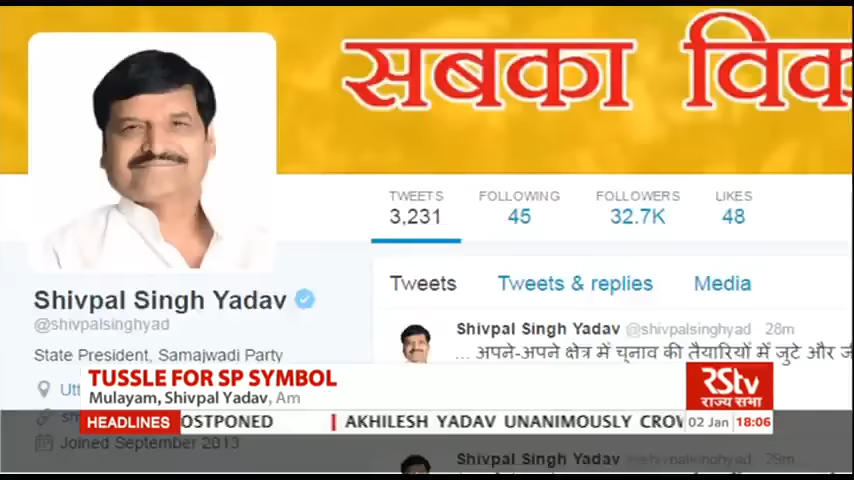 सबका विक
TWEETS FOLLOWING FOLLOWERS LIKES
3,231 45 32.7K 48
Tweets Tweets & replies Media
Shivpal Singh Yadav
@shivpalsinghyad
State President, Samajwadi Party
Utt
Joined September 2013
Shivpal Singh Yadav @shivpalsinghyad 28m
... अपने-अपने क्षेत्र में चुनाव की तैयारियों में जुटे और
Shivpal Singh Yadav @shivpalsinghyad 29m
TUSSLE FOR SP SYMBOL
Mulayam, Shivpal Yadav, Am
RStv
राज्य सभा
HEADLINES OSTPONED AKHILESH YADAV UNANIMOUSLY CROW 02 Jan 18:06